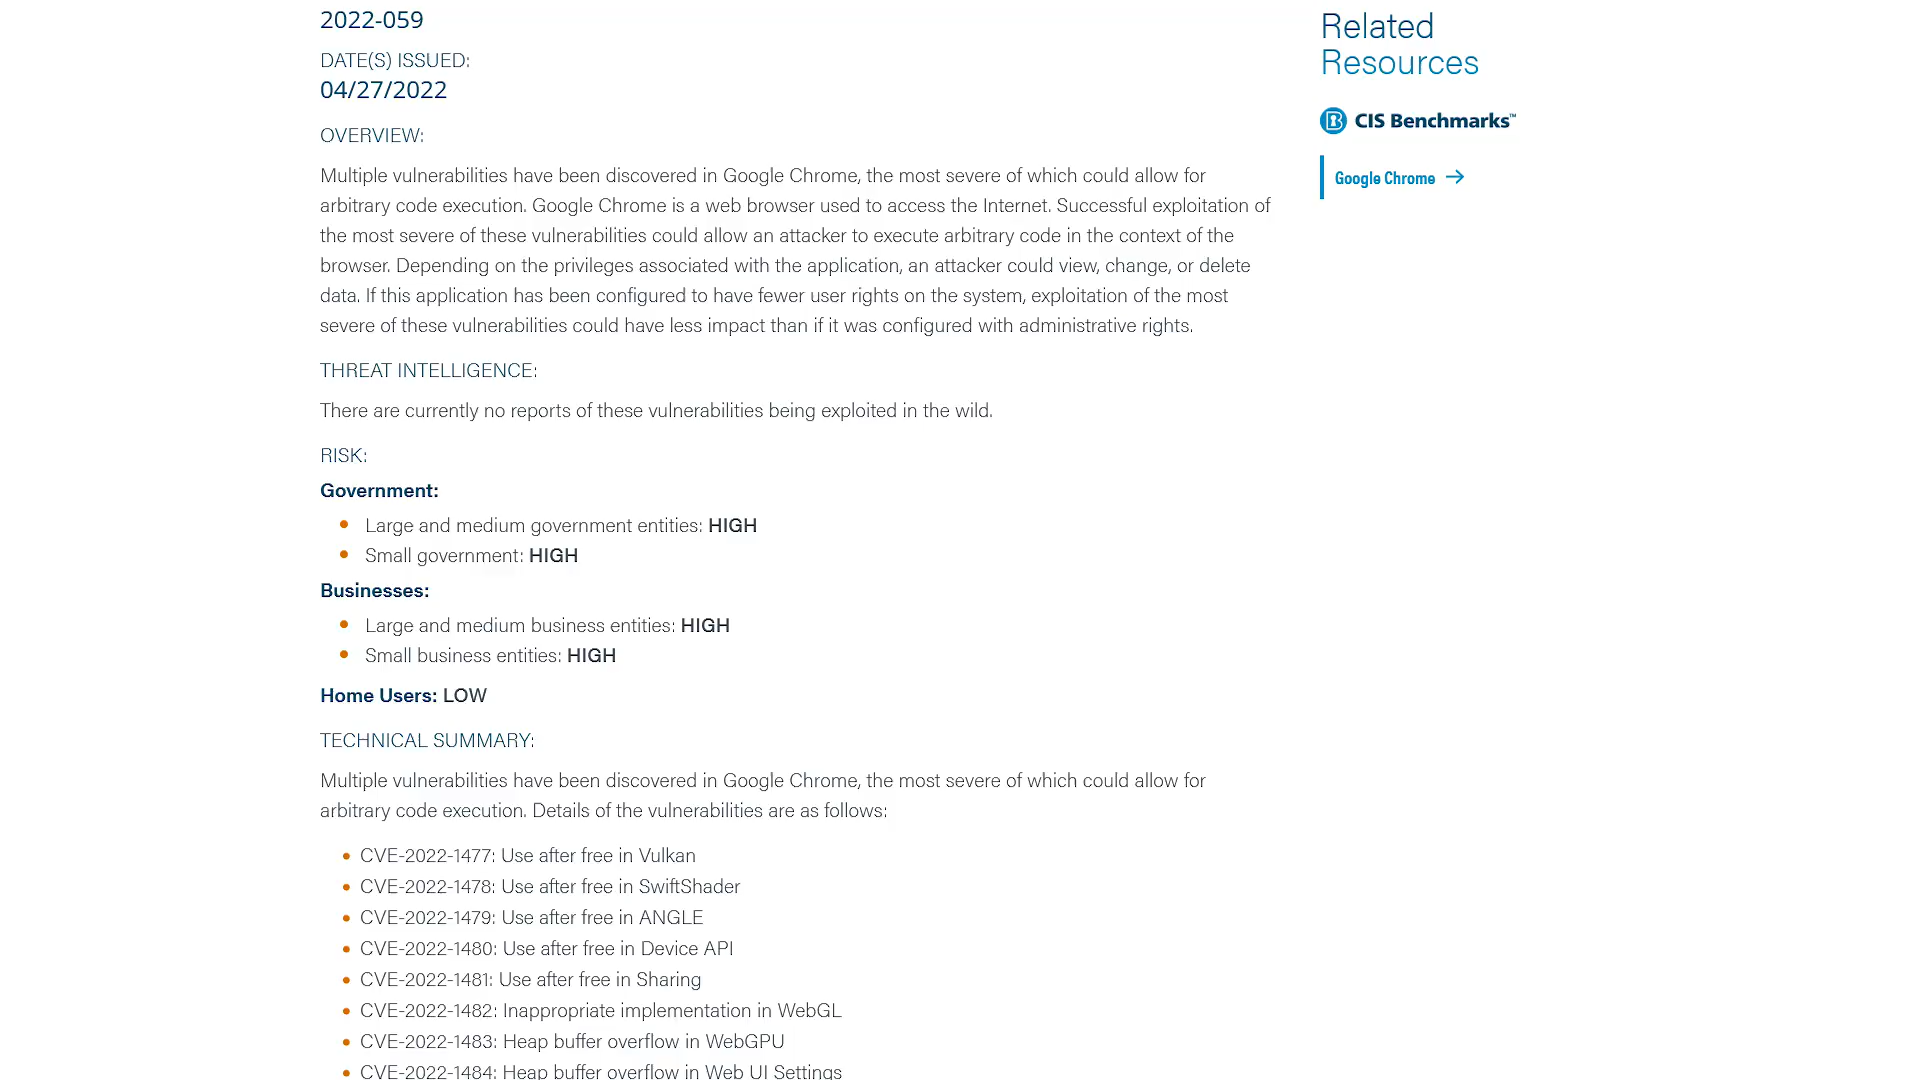 2022-059
DATE(S) ISSUED:
04/27/2022
OVERVIEW:
Multiple vulnerabilities have been discovered in Google Chrome, the most severe of which could allow for
arbitrary code execution. Google Chrome is a web browser used to access the Internet. Successful exploitation of
the most severe of these vulnerabilities could allow an attacker to execute arbitrary code in the context of the
browser. Depending on the privileges associated with the application, an attacker could view, change, or delete
data. If this application has been configured to have fewer user rights on the system, exploitation of the most
severe of these vulnerabilities could have less impact than if it was configured with administrative rights.
THREAT INTELLIGENCE:
There are currently no reports of these vulnerabilities being exploited in the wild.
RISK:
Government:
Large and medium government entities: HIGH
Small government: HIGH
Businesses:
Large and medium business entities: HIGH
Small business entities: HIGH
Home Users: LOW
TECHNICAL SUMMARY:
Multiple vulnerabilities have been discovered in Google Chrome, the most severe of which could allow for
arbitrary code execution. Details of the vulnerabilities are as follows:
CVE-2022-1477: Use after free in Vulkan
CVE-2022-1478: Use after free in SwiftShader
CVE-2022-1479: Use after free in ANGLE
CVE-2022-1480: Use after free in Device API
CVE-2022-1481: Use after free in Sharing
CVE-2022-1482: Inappropriate implementation in WebGL
CVE-2022-1483: Heap buffer overflow in WebGPU
CVE-2022-1484: Heap buffer overflow in Web UI Settings
Related
Resources
CIS Benchmarks™
Google Chrome →